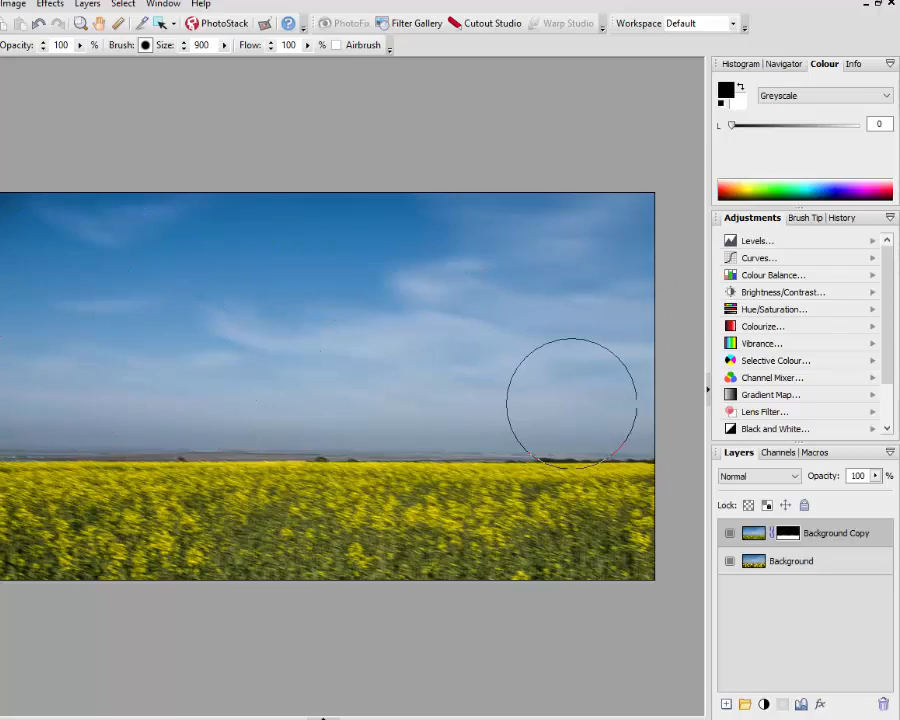 Image Effects Layers Select Window Help
PhotoStack PhotoFix Filter Gallery Cutout Studio Warp Studio Workspace Default
Opacity: 100 % Brush: Size: 900 Flow: 100 % Airbrush
Histogram Navigator Colour Info
Greyscale
L 0
Adjustments Brush Tip History
Levels...
Curves...
Colour Balance...
Brightness/Contrast...
Hue/Saturation...
Colourize...
Vibrance...
Selective Colour...
Channel Mixer...
Gradient Map...
Lens Filter...
Black and White...
Layers Channels Macros
Normal Opacity: 100 %
Lock:
Background Copy
Background